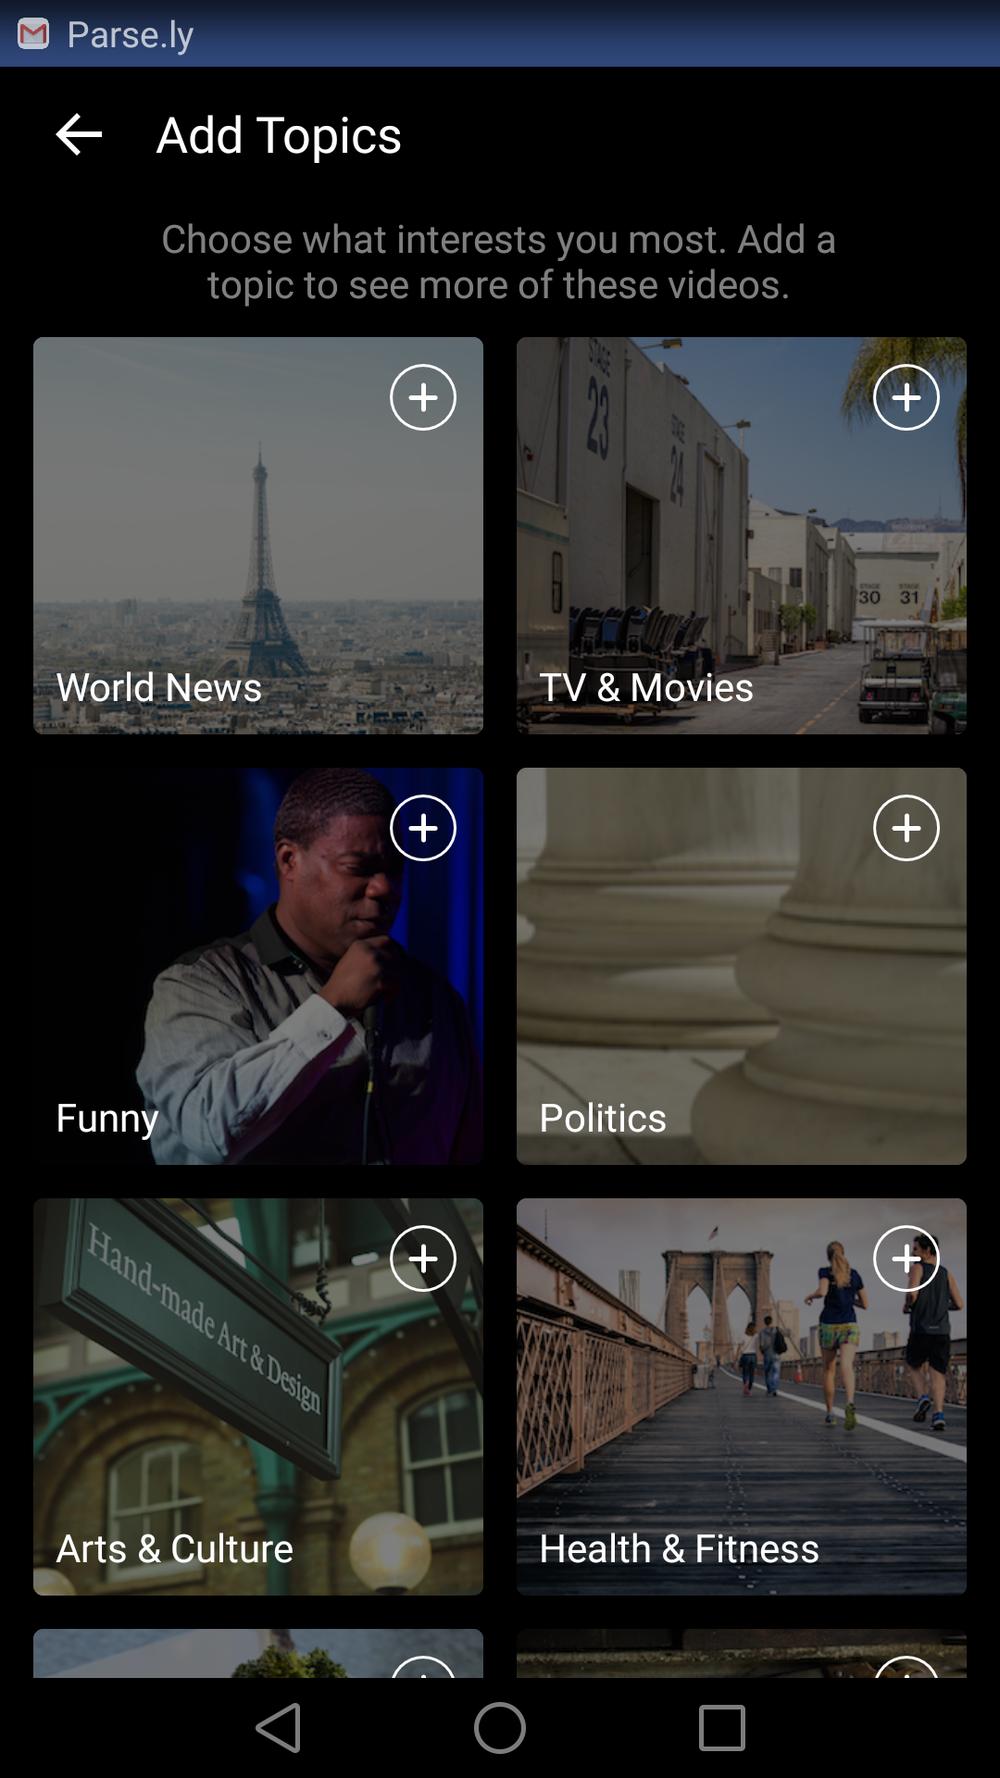 Parse.ly
Add Topics
Choose what interests you most. Add a
topic to see more of these videos.
STAGE
23
STAGE
24
STAGE
30
STAGE
31
World News
TV & Movies
Funny
Politics
Hand-made Art & Design
Arts & Culture
Health & Fitness